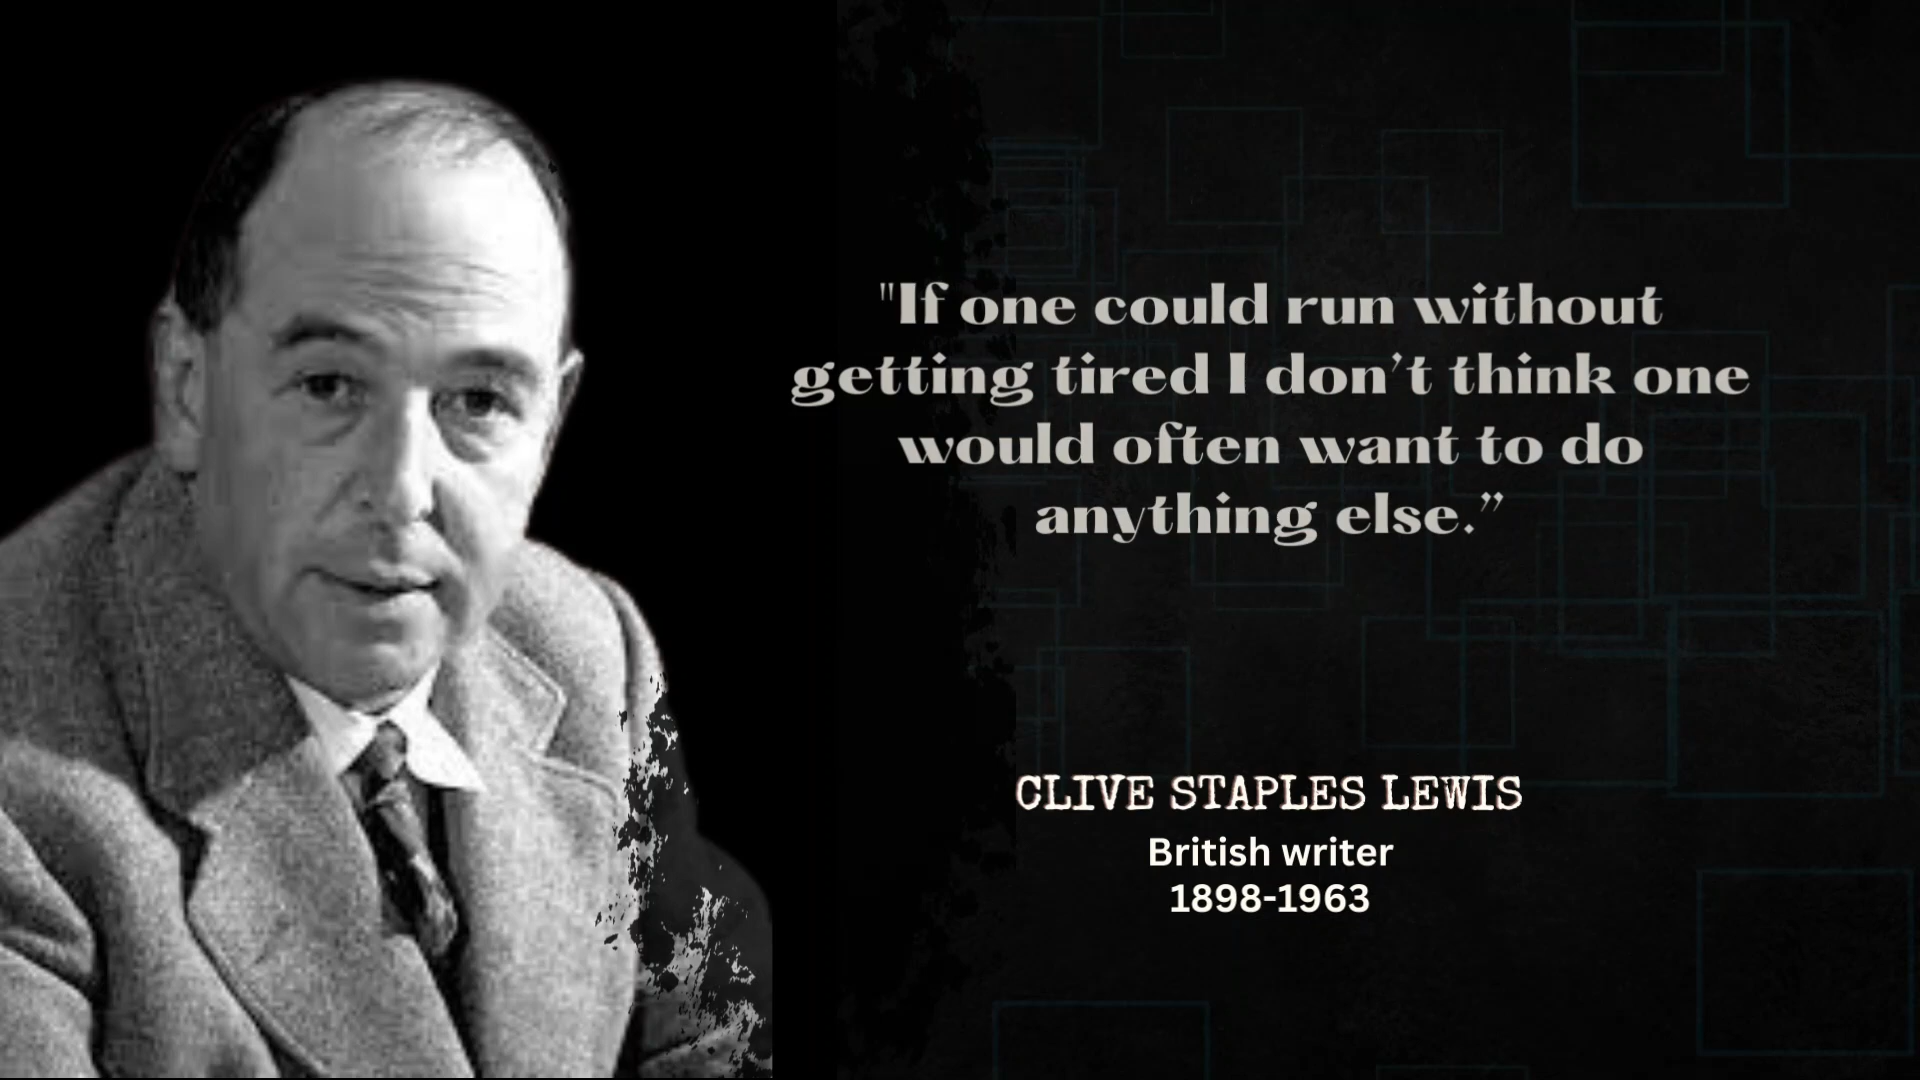 "If one could run without
getting tired I don’t think one
would often want to do
anything else.”
CLIVE STAPLES LEWIS
British writer
1898-1963